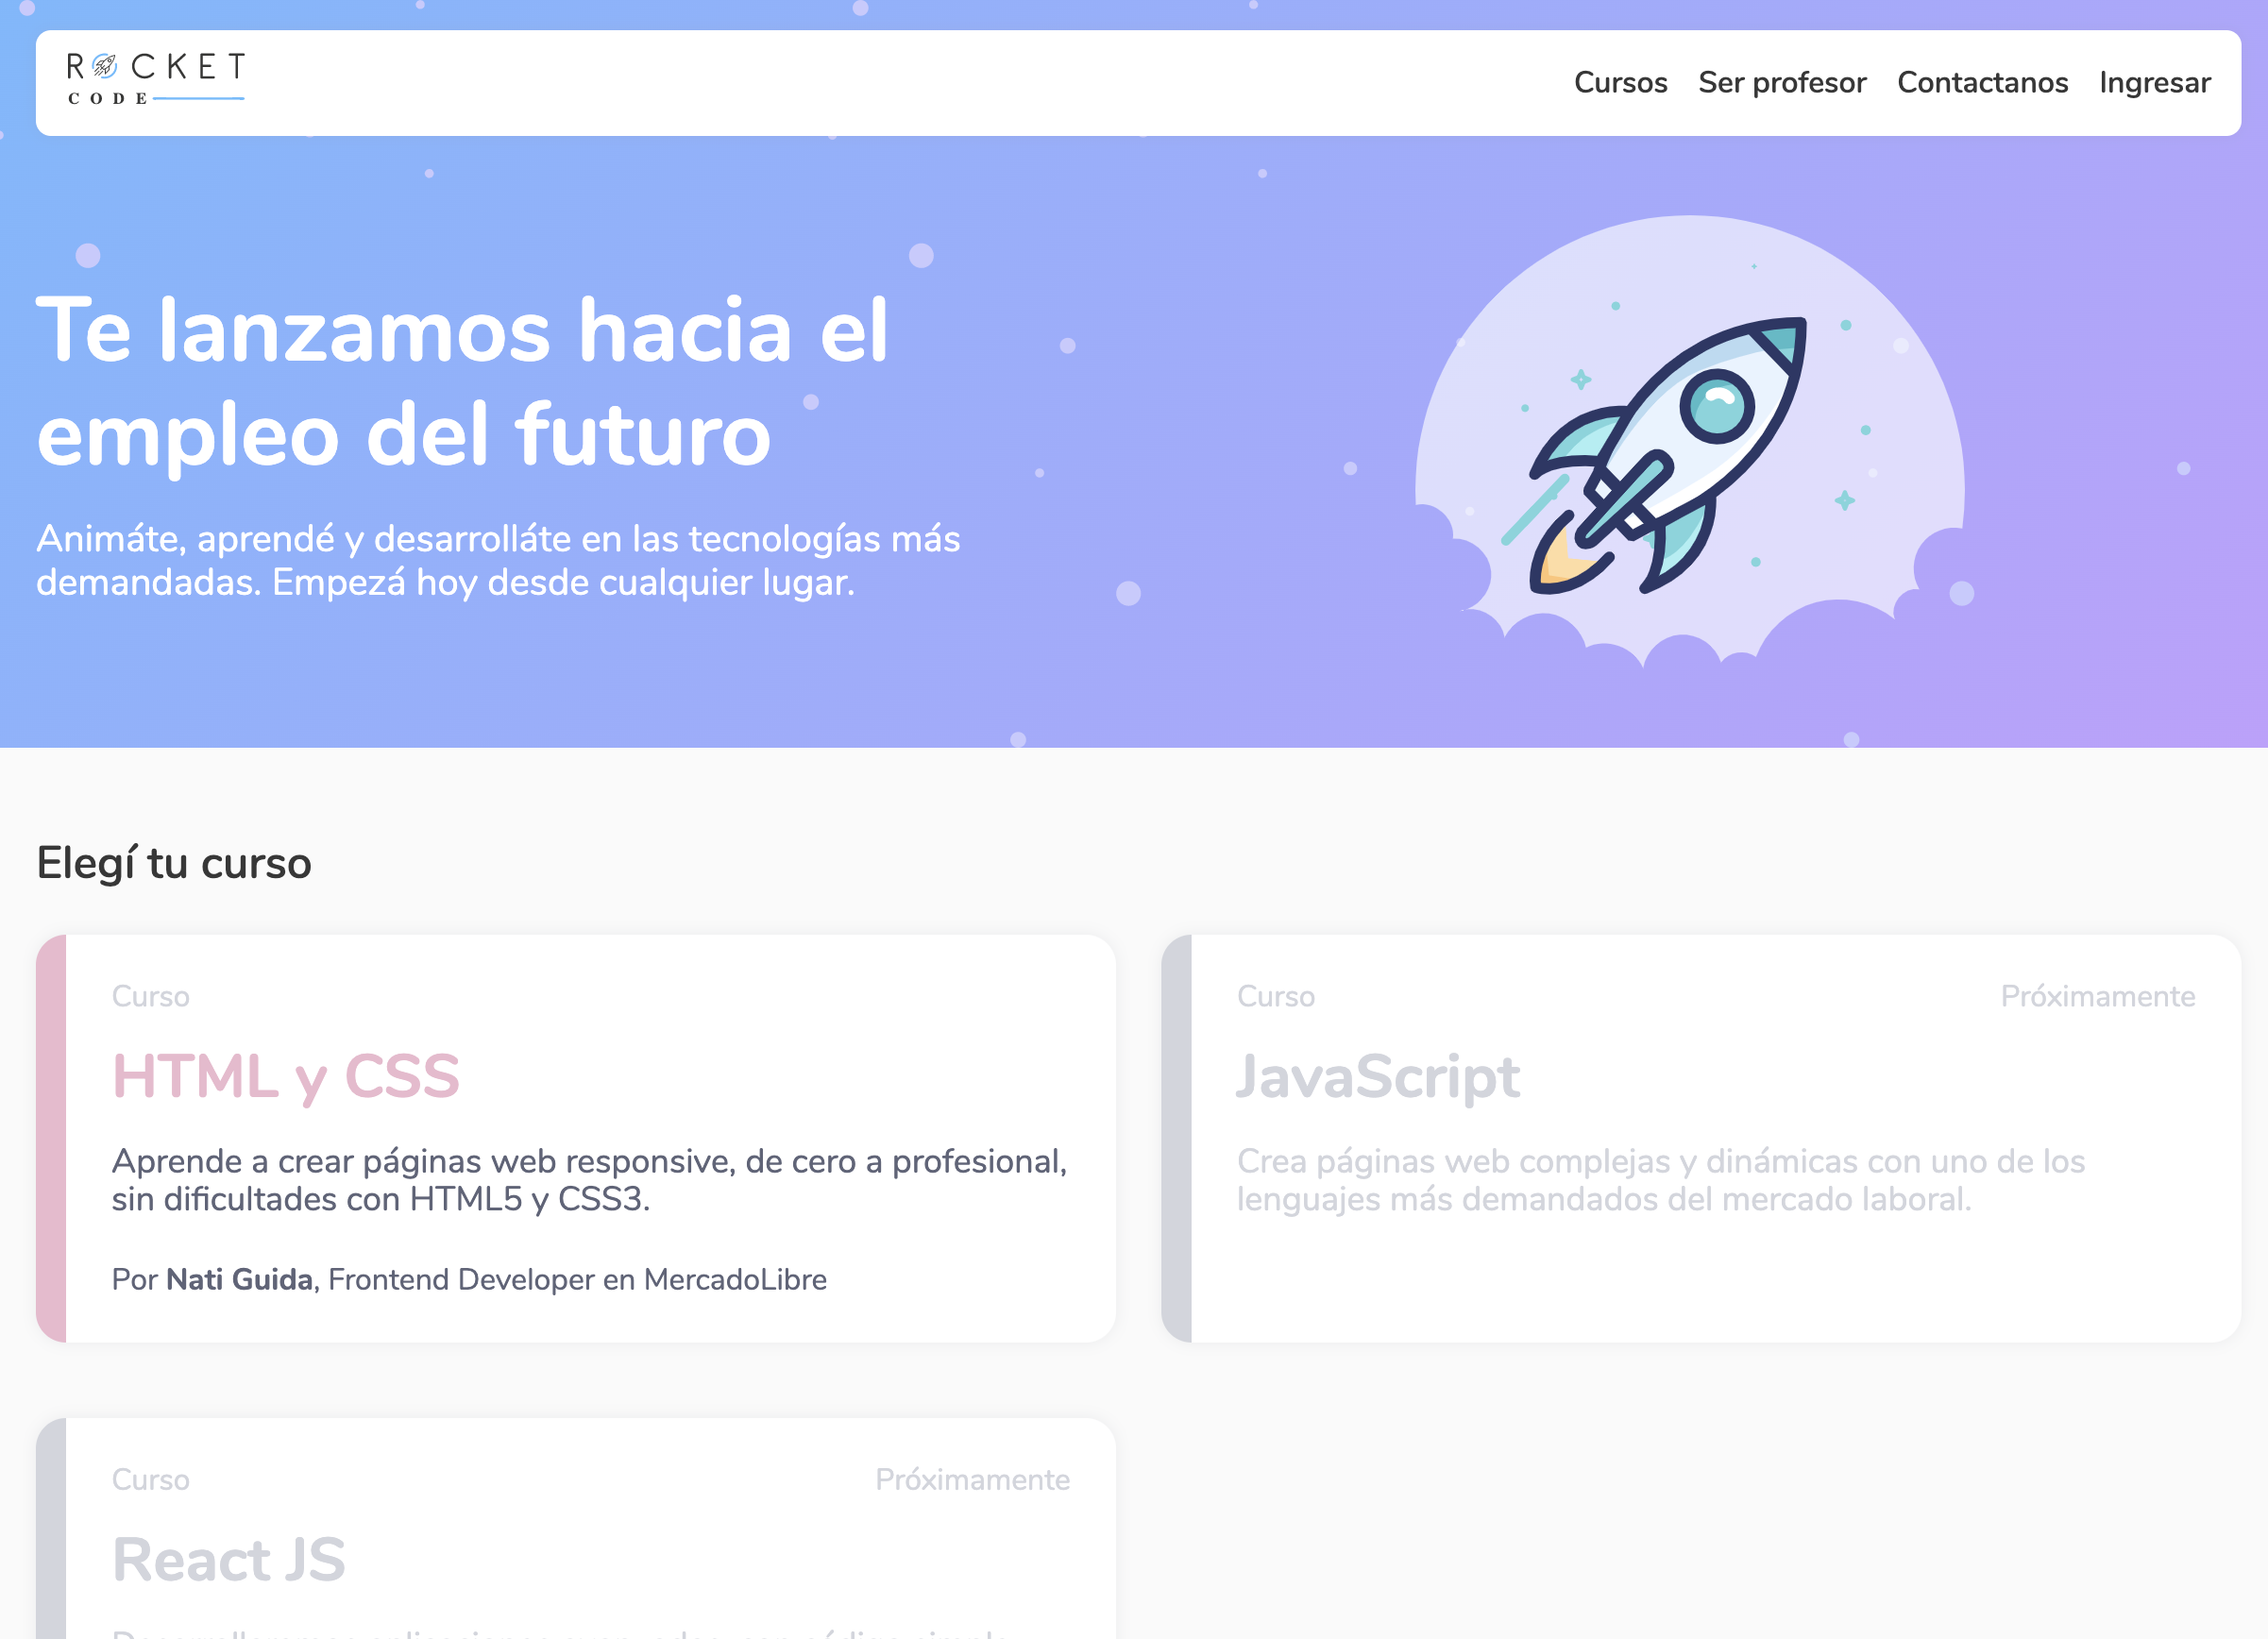 ROCKET
CODE
Cursos Ser profesor Contactanos Ingresar
Te lanzamos hacia el
empleo del futuro
Animáte, aprendé y desarrolláte en las tecnologías más
demandadas. Empezá hoy desde cualquier lugar.
Elegí tu curso
Curso
HTML y CSS
Aprende a crear páginas web responsive, de cero a profesional,
sin dificultades con HTML5 y CSS3.
Por Nati Guida, Frontend Developer en MercadoLibre
Curso Próximamente
JavaScript
Crea páginas web complejas y dinámicas con uno de los
lenguajes más demandados del mercado laboral.
Curso Próximamente
React JS